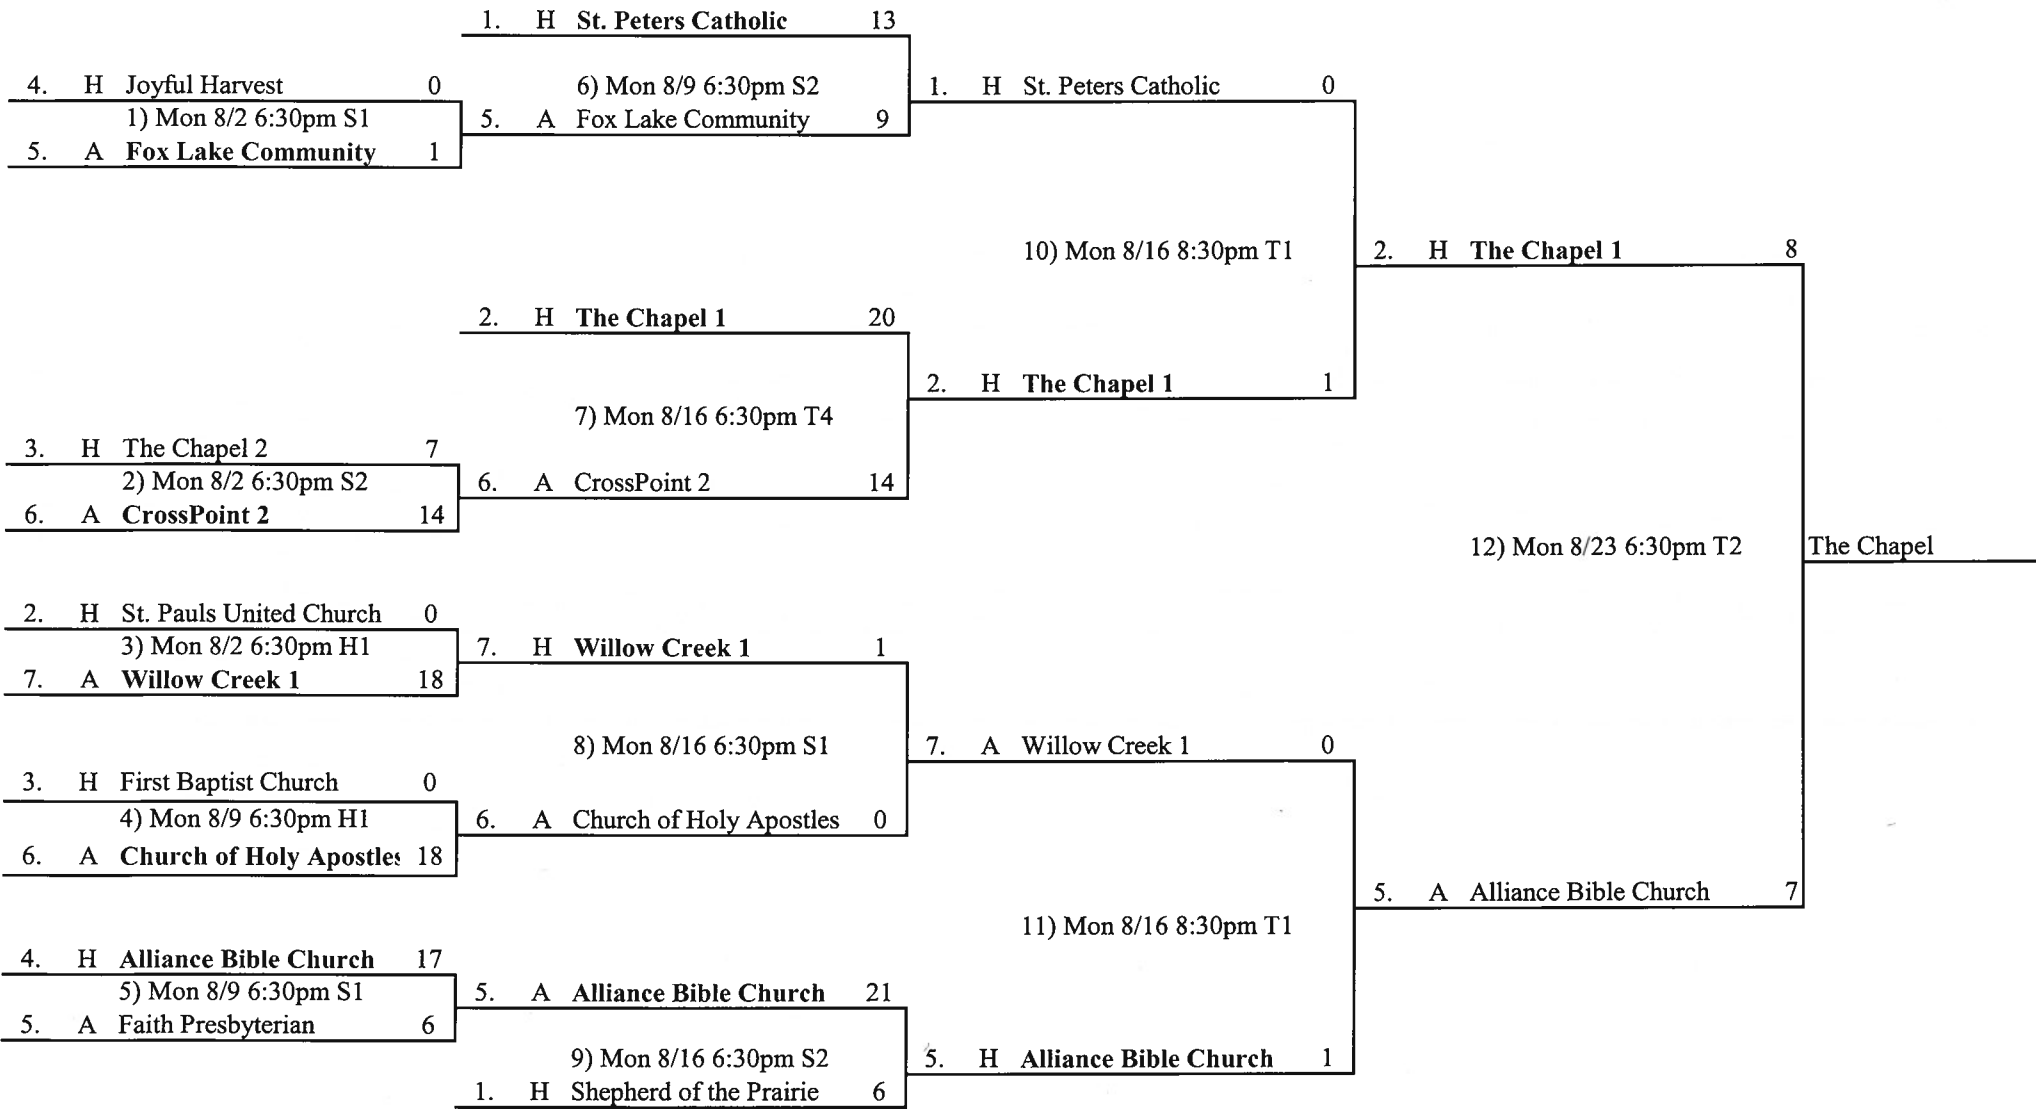 1. H St. Peters Catholic 13
4. H Joyful Harvest 0
6) Mon 8/9 6:30pm S2
1. H St. Peters Catholic 0
1) Mon 8/2 6:30pm S1
5. A Fox Lake Community 9
5. A Fox Lake Community 1
10) Mon 8/16 8:30pm T1
2. H The Chapel 1 8
2. H The Chapel 1 20
2. H The Chapel 1 1
7) Mon 8/16 6:30pm T4
3. H The Chapel 2 7
2) Mon 8/2 6:30pm S2
6. A CrossPoint 2 14
6. A CrossPoint 2 14
12) Mon 8/23 6:30pm T2
The Chapel
2. H St. Pauls United Church 0
3) Mon 8/2 6:30pm H1
7. H Willow Creek 1 1
7. A Willow Creek 1 18
8) Mon 8/16 6:30pm S1
7. A Willow Creek 1 0
3. H First Baptist Church 0
4) Mon 8/9 6:30pm H1
6. A Church of Holy Apostles 0
6. A Church of Holy Apostles 18
5. A Alliance Bible Church 7
11) Mon 8/16 8:30pm T1
4. H Alliance Bible Church 17
5) Mon 8/9 6:30pm S1
5. A Alliance Bible Church 21
5. A Faith Presbyterian 6
9) Mon 8/16 6:30pm S2
5. H Alliance Bible Church 1
1. H Shepherd of the Prairie 6